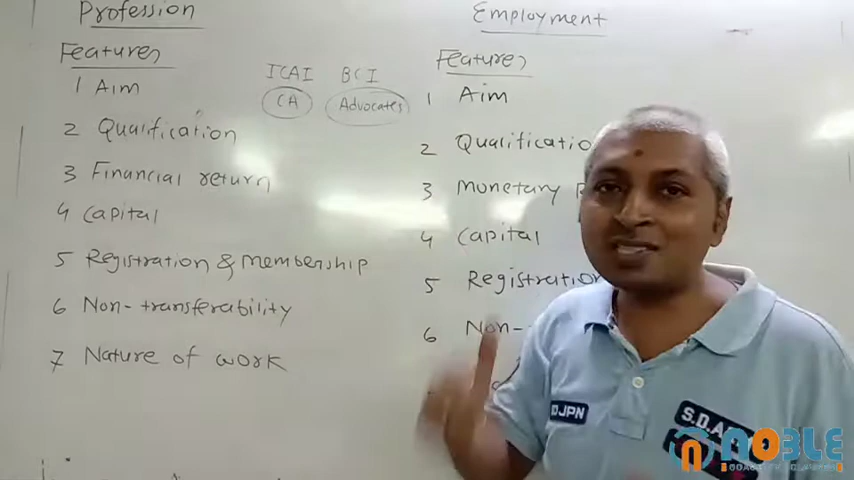 Profession
Features
1 Aim
2 Qualification
3 Financial return
4 Capital
5 Registration & membership
6 Non-transferability
7 Nature of work
ICAI BCI
CA Advocates
Employment
Features
1 Aim
2 Qualificatio
3 Monetary
4 Capital
5 Registration
6 Non-
DJPN
S.D.A
NOBLE